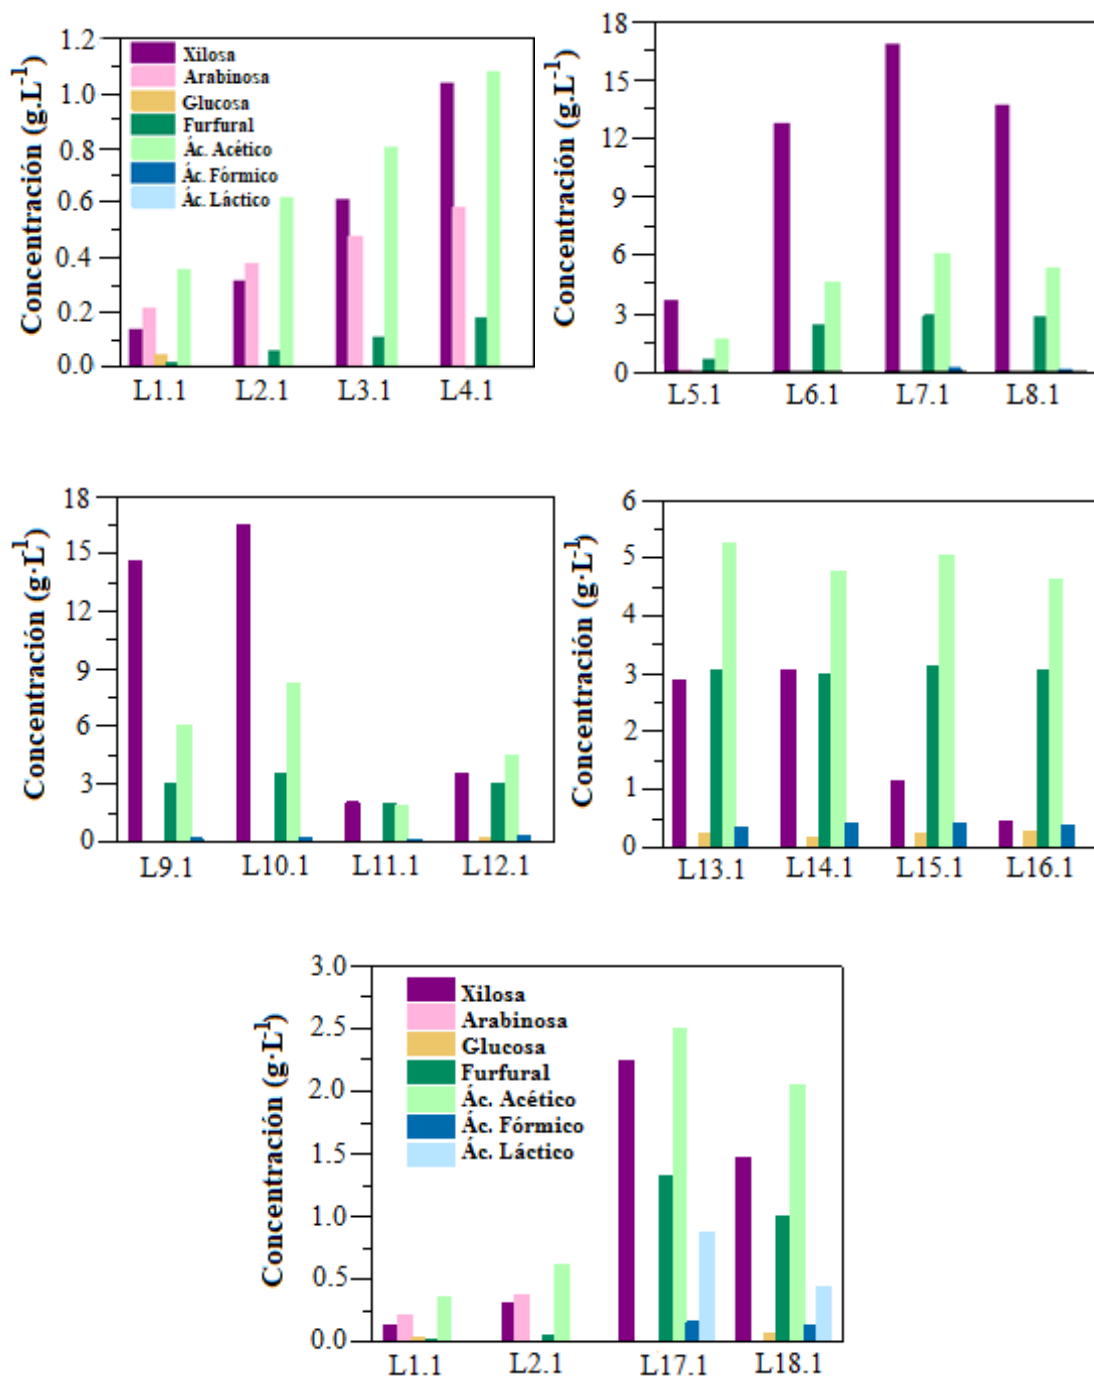 Concentración (g.L-1)
1.2
1.0
0.8
0.6
0.4
0.2
0.0
Xilosa
Arabinosa
Glucosa
Furfural
Ác. Acético
Ác. Fórmico
Ác. Láctico
L1.1 L2.1 L3.1 L4.1
Concentración (g.L-1)
18
15
12
9
6
3
0
L5.1 L6.1 L7.1 L8.1
Concentración (g·L-1)
18
15
12
9
6
3
0
L9.1 L10.1 L11.1 L12.1
Concentración (g·L-1)
6
5
4
3
2
1
0
L13.1 L14.1 L15.1 L16.1
Concentración (g·L-1)
3.0
2.5
2.0
1.5
1.0
0.5
0.0
Xilosa
Arabinosa
Glucosa
Furfural
Ác. Acético
Ác. Fórmico
Ác. Láctico
L1.1 L2.1 L17.1 L18.1